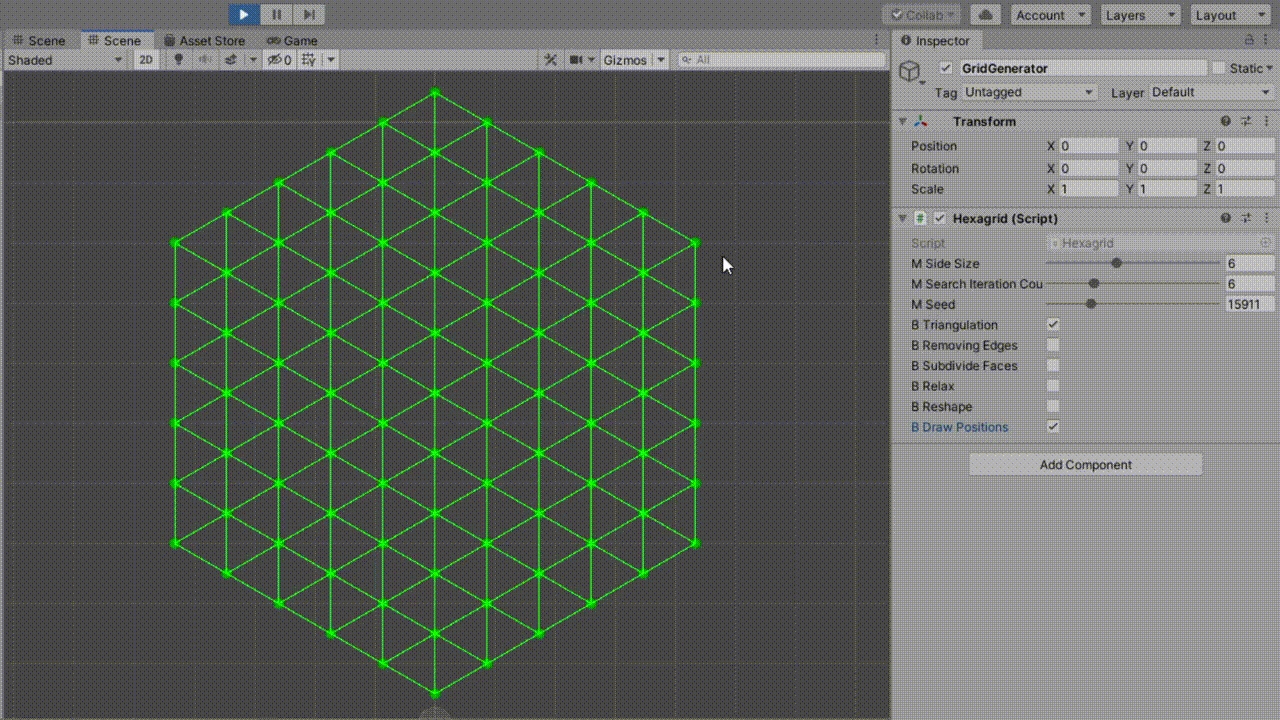 Collab Account Layers Layout
Scene Scene Asset Store Game
Shaded 2D 0 Gizmos All
Inspector
GridGenerator Static
Tag Untagged Layer Default
Transform
Position X 0 Y 0 Z 0
Rotation X 0 Y 0 Z 0
Scale X 1 Y 1 Z 1
# Hexagrid (Script)
Script Hexagrid
M Side Size 6
M Search Iteration Cou 6
M Seed 15911
B Triangulation
B Removing Edges
B Subdivide Faces
B Relax
B Reshape
B Draw Positions
Add Component